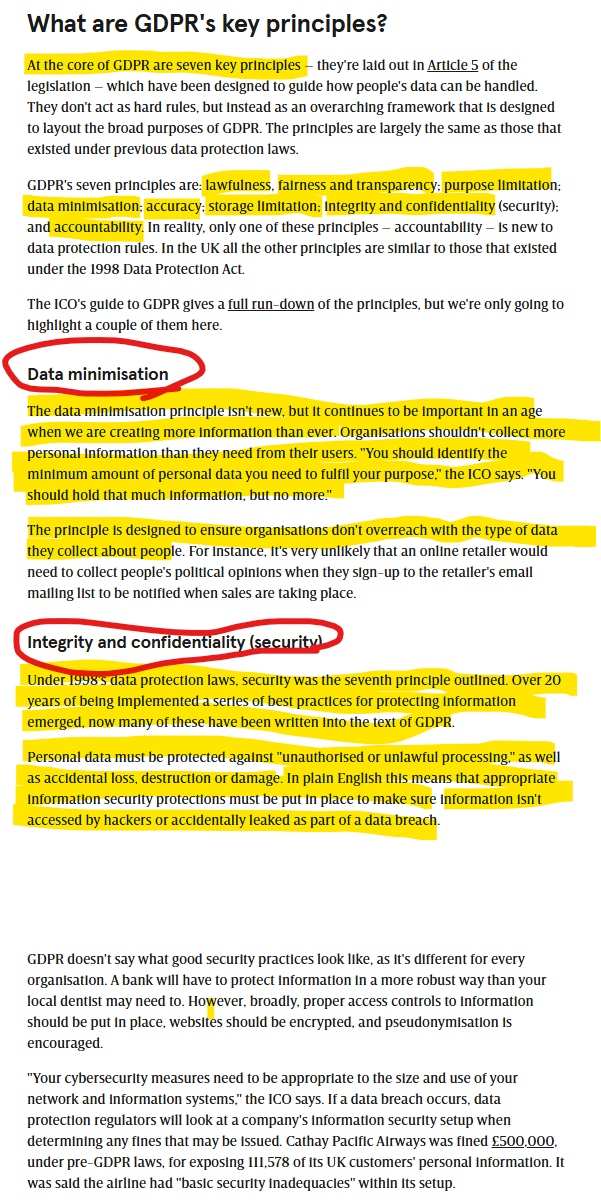 What are GDPR's key principles?
At the core of GDPR are seven key principles – they're laid out in Article 5 of the
legislation – which have been designed to guide how people's data can be handled.
They don't act as hard rules, but instead as an overarching framework that is designed
to layout the broad purposes of GDPR. The principles are largely the same as those that
existed under previous data protection laws.
GDPR's seven principles are: lawfulness, fairness and transparency; purpose limitation;
data minimisation; accuracy; storage limitation; integrity and confidentiality (security);
and accountability. In reality, only one of these principles – accountability – is new to
data protection rules. In the UK all the other principles are similar to those that existed
under the 1998 Data Protection Act.
The ICO's guide to GDPR gives a full run-down of the principles, but we're only going to
highlight a couple of them here.
Data minimisation
The data minimisation principle isn't new, but it continues to be important in an age
when we are creating more information than ever. Organisations shouldn't collect more
personal information than they need from their users. "You should identify the
minimum amount of personal data you need to fulfil your purpose," the ICO says. "You
should hold that much information, but no more."
The principle is designed to ensure organisations don't overreach with the type of data
they collect about people. For instance, it's very unlikely that an online retailer would
need to collect people's political opinions when they sign-up to the retailer's email
mailing list to be notified when sales are taking place.
Integrity and confidentiality (security)
Under 1998's data protection laws, security was the seventh principle outlined. Over 20
years of being implemented a series of best practices for protecting information
emerged, now many of these have been written into the text of GDPR.
Personal data must be protected against "unauthorised or unlawful processing," as well
as accidental loss, destruction or damage. In plain English this means that appropriate
information security protections must be put in place to make sure information isn't
accessed by hackers or accidentally leaked as part of a data breach.
GDPR doesn't say what good security practices look like, as it's different for every
organisation. A bank will have to protect information in a more robust way than your
local dentist may need to. However, broadly, proper access controls to information
should be put in place, websites should be encrypted, and pseudonymisation is
encouraged.
"Your cybersecurity measures need to be appropriate to the size and use of your
network and information systems," the ICO says. If a data breach occurs, data
protection regulators will look at a company's information security setup when
determining any fines that may be issued. Cathay Pacific Airways was fined £500,000,
under pre-GDPR laws, for exposing 111,578 of its UK customers' personal information. It
was said the airline had "basic security inadequacies" within its setup.